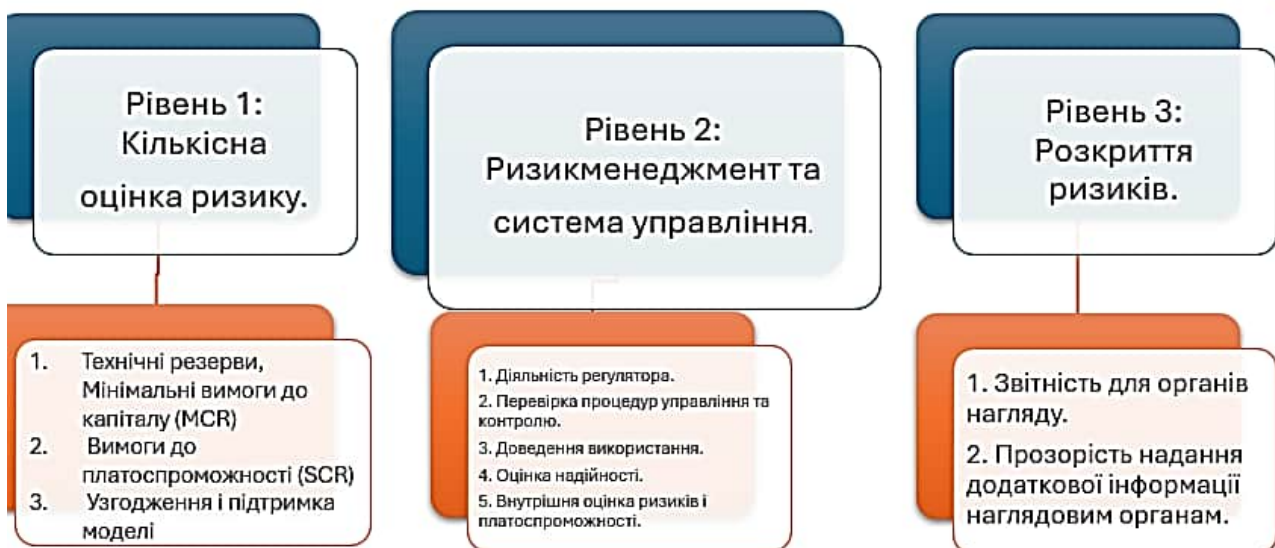 Рівень 1:
Кількісна
оцінка ризику.
1. Технічні резерви,
Мінімальні вимоги до
капіталу (MCR)
2. Вимоги до
платоспроможності (SCR)
3. Узгодження і підтримка
моделі
Рівень 2:
Ризикменеджмент та
система управління.
1. Діяльність регулятора.
2. Перевірка процедур управління та
контролю.
3. Доведення використання.
4. Оцінка надійності.
5. Внутрішня оцінка ризиків і
платоспроможності.
Рівень 3:
Розкриття
ризиків.
1. Звітність для органів
нагляду.
2. Прозорість надання
додаткової інформації
наглядовим органам.